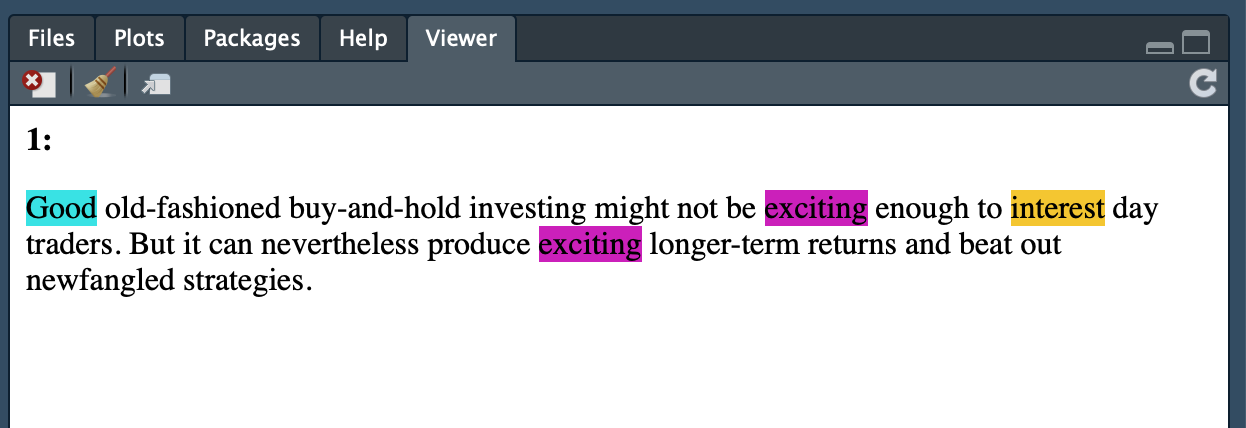 Files Plots Packages Help Viewer
1:
Good old-fashioned buy-and-hold investing might not be exciting enough to interest day
traders. But it can nevertheless produce exciting longer-term returns and beat out
newfangled strategies.